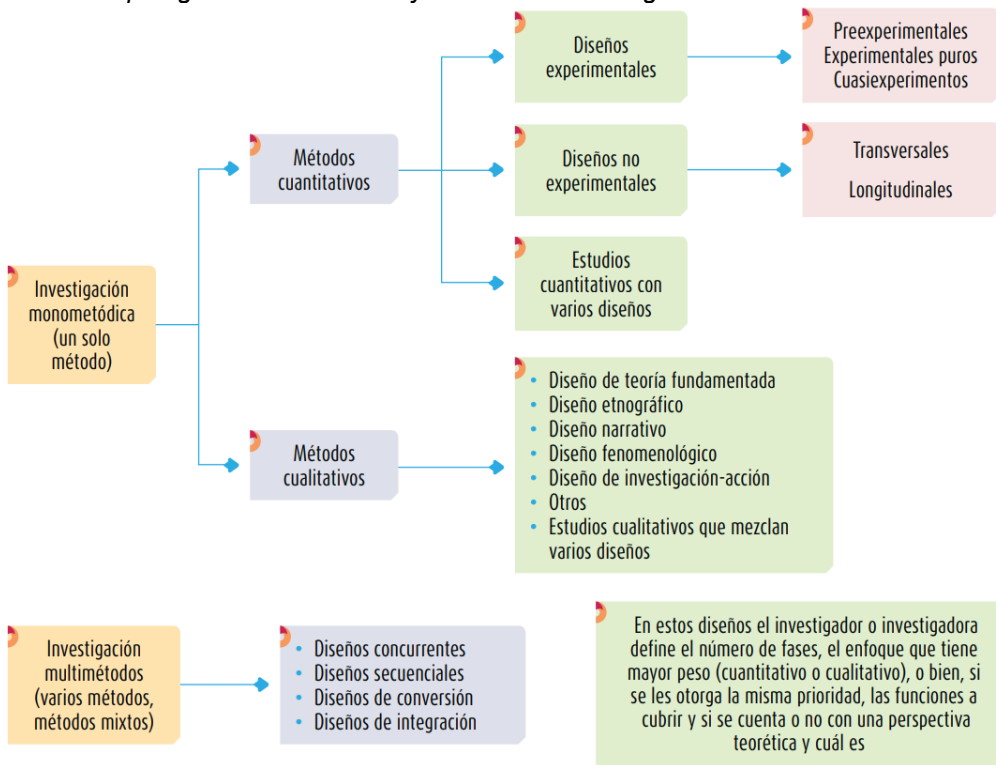 Diseños
experimentales
Preexperimentales
Experimentales puros
Cuasiexperimentos
Métodos
cuantitativos
Diseños no
experimentales
Transversales
Longitudinales
Estudios
cuantitativos con
varios diseños
Investigación
monometódica
(un solo
método)
Métodos
cualitativos
• Diseño de teoría fundamentada
• Diseño etnográfico
• Diseño narrativo
• Diseño fenomenológico
• Diseño de investigación-acción
• Otros
• Estudios cualitativos que mezclan
varios diseños
Investigación
multimétodos
(varios métodos,
métodos mixtos)
• Diseños concurrentes
• Diseños secuenciales
• Diseños de conversión
• Diseños de integración
En estos diseños el investigador o investigadora
define el número de fases, el enfoque que tiene
mayor peso (cuantitativo o cualitativo), o bien, si
se les otorga la misma prioridad, las funciones a
cubrir y si se cuenta o no con una perspectiva
teorética y cuál es